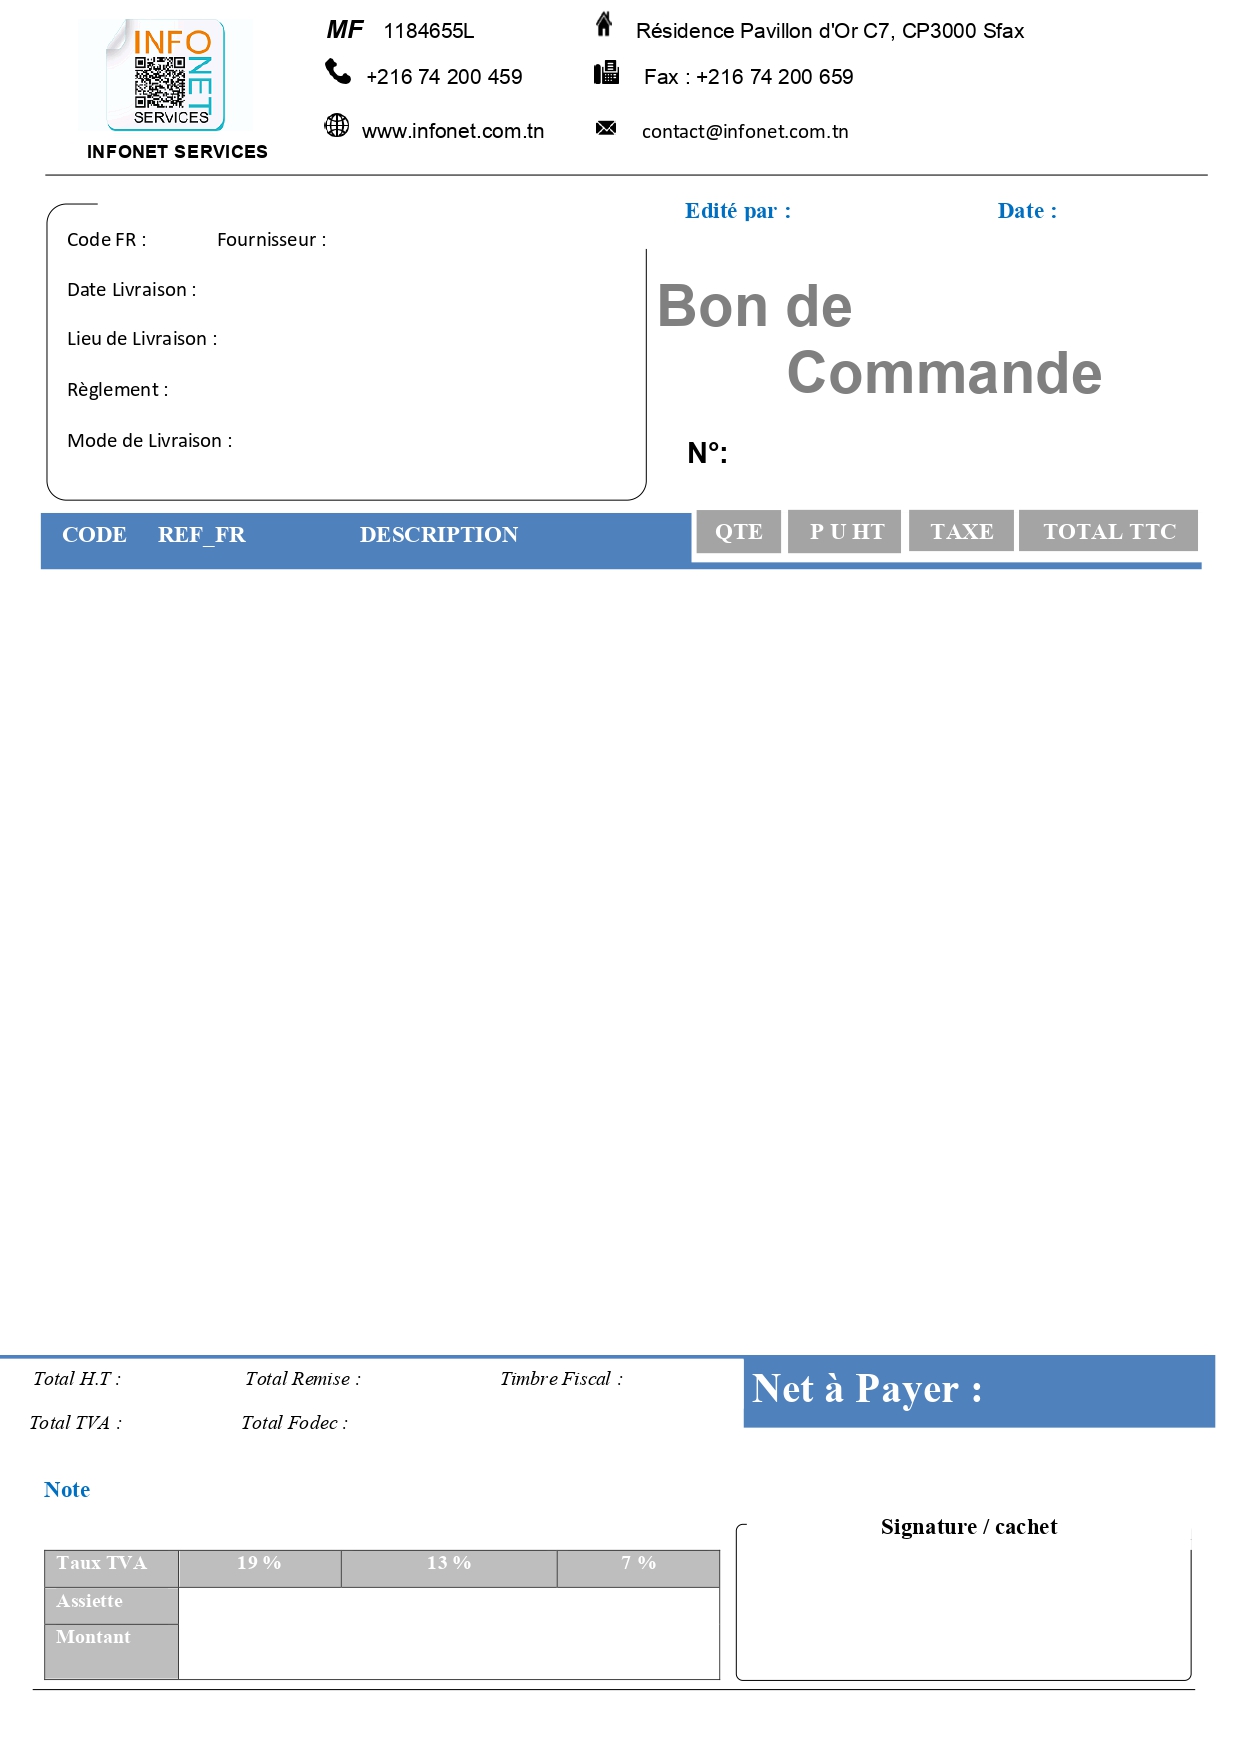 INFO
NET
SERVICES
INFONET SERVICES
MF 1184655L
Résidence Pavillon d'Or C7, CP3000 Sfax
+216 74 200 459
Fax : +216 74 200 659
www.infonet.com.tn
contact@infonet.com.tn
Edité par :
Date :
Code FR :
Fournisseur :
Date Livraison :
Lieu de Livraison :
Règlement :
Mode de Livraison :
Bon de
Commande
N°:
CODE REF_FR DESCRIPTION QTE P U HT TAXE TOTAL TTC
Total H.T :
Total Remise :
Timbre Fiscal :
Net à Payer :
Total TVA :
Total Fodec :
Note
Signature / cachet
Taux TVA 19 % 13 % 7 %
Assiette
Montant